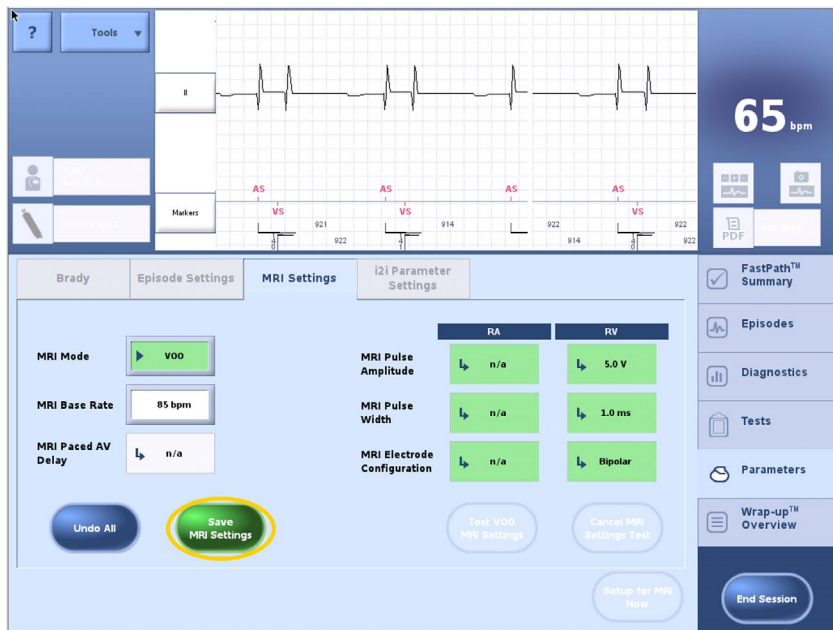 ?
Tools
II
65 bpm
AS AS AS AS
Markers
VS VS VS
921 914 922 922
922 914 922
PDF
Brady
Episode Settings
MRI Settings
i2i Parameter
Settings
RA RV
MRI Mode
VOO
MRI Pulse
Amplitude
n/a
5.0 V
MRI Base Rate
85 bpm
MRI Pulse
Width
n/a
1.0 ms
MRI Paced AV
Delay
n/a
MRI Electrode
Configuration
n/a
Bipolar
Undo All
Save
MRI Settings
Test VOO
MRI Settings
Cancel MRI
Settings Test
Setup for MRI
Now
FastPath™
Summary
Episodes
Diagnostics
Tests
Parameters
Wrap-up™
Overview
End Session